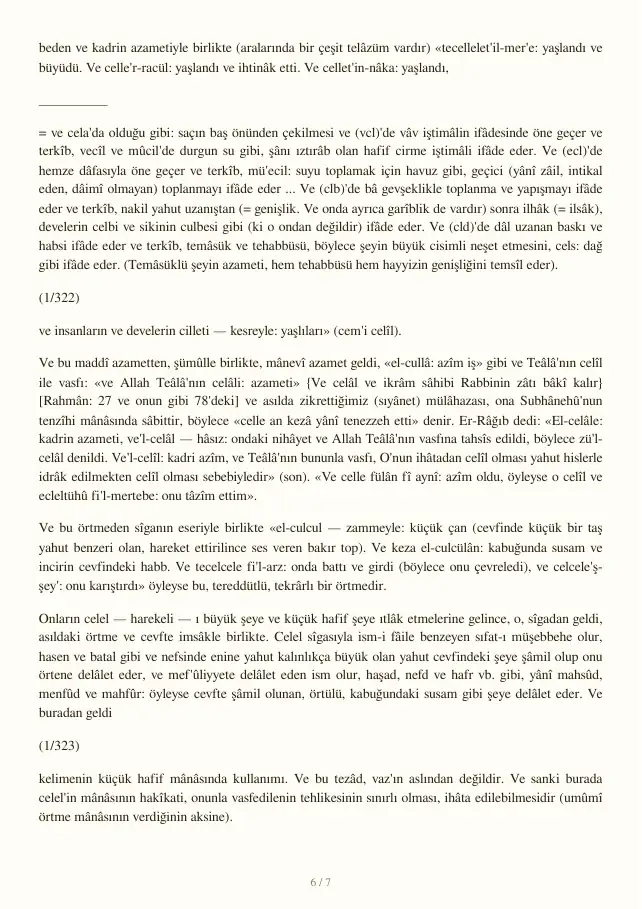 beden ve kadrin azametiyle birlikte (aralarında bir çeşit telâzüm vardır) «tecellelet'il-mer'e: yaşlandı ve
büyüdü. Ve celle'r-racül: yaşlandı ve ihtinâk etti. Ve cellet'in-nâka: yaşlandı,
___________
= ve cela'da olduğu gibi: saçın baş önünden çekilmesi ve (vcl)'de vâv iştimâlin ifâdesinde öne geçer ve
terkîb, vecîl ve mûcil'de durgun su gibi, şânı ıztırâb olan hafif cirme iştimâli ifâde eder. Ve (ecl)'de
hemze dâfasıyla öne geçer ve terkîb, mü'ecil: suyu toplamak için havuz gibi, geçici (yânî zâil, intikal
eden, dâimî olmayan) toplanmayı ifâde eder ... Ve (clb)'de bâ gevşeklikle toplanma ve yapışmayı ifâde
eder ve terkîb, nakil yahut uzanıştan (= genişlik. Ve onda ayrıca garîblik de vardır) sonra ilhâk (= ilsâk),
develerin celbi ve sikinin culbesi gibi (ki o ondan değildir) ifâde eder. Ve (cld)'de dâl uzanan baskı ve
habsi ifâde eder ve terkîb, temâsük ve tehabbüsü, böylece şeyin büyük cisimli neşet etmesini, cels: dağ
gibi ifâde eder. (Temâsüklü şeyin azameti, hem tehabbüsü hem hayyizin genişliğini temsîl eder).
(1/322)
ve insanların ve develerin cilleti — kesreyle: yaşlıları» (cem'i celîl).
Ve bu maddî azametten, şümûlle birlikte, mânevî azamet geldi, «el-cullâ: azîm iş» gibi ve Teâlâ'nın celîl
ile vasfı: «ve Allah Teâlâ'nın celâli: azameti» {Ve celâl ve ikrâm sâhibi Rabbinin zâtı bâkî kalır}
[Rahmân: 27 ve onun gibi 78'deki] ve asılda zikrettiğimiz (sıyânet) mülâhazası, ona Subhânehû'nun
tenzîhi mânâsında sâbittir, böylece «celle an kezâ yânî tenezzeh etti» denir. Er-Râğıb dedi: «El-celâle:
kadrin azameti, ve'l-celâl — hâsız: ondaki nihâyet ve Allah Teâlâ'nın vasfına tahsîs edildi, böylece zü'l-
celâl denildi. Ve'l-celîl: kadri azîm, ve Teâlâ'nın bununla vasfı, O'nun ihâtadan celîl olması yahut hislerle
idrâk edilmekten celîl olması sebebiyledir» (son). «Ve celle fülân fî aynî: azîm oldu, öyleyse o celîl ve
ecleltühû fi'l-mertebe: onu tâzîm ettim».
Ve bu örtmeden sîganın eseriyle birlikte «el-culcul — zammeyle: küçük çan (cevfinde küçük bir taş
yahut benzeri olan, hareket ettirilince ses veren bakır top). Ve keza el-culcülân: kabuğunda susam ve
incirin cevfindeki habb. Ve tecelcele fi'l-arz: onda battı ve girdi (böylece onu çevreledi), ve celcele'ş-
şey': onu karıştırdı» öyleyse bu, tereddütlü, tekrârlı bir örtmedir.
Onların celel — harekeli — ı büyük şeye ve küçük hafif şeye ıtlâk etmelerine gelince, o, sîgadan geldi,
asıldaki örtme ve cevfte imsâkle birlikte. Celel sîgasıyla ism-i fâile benzeyen sıfat-ı müşebbehe olur,
hasen ve batal gibi ve nefsinde enine yahut kalınlıkça büyük olan yahut cevfindeki şeye şâmil olup onu
örtene delâlet eder, ve mef'ûliyyete delâlet eden ism olur, haşad, nefd ve hafr vb. gibi, yânî mahsûd,
menfûd ve mahfûr: öyleyse cevfte şâmil olunan, örtülü, kabuğundaki susam gibi şeye delâlet eder. Ve
buradan geldi
(1/323)
kelimenin küçük hafif mânâsında kullanımı. Ve bu tezâd, vaz'ın aslından değildir. Ve sanki burada
celel'in mânâsının hakîkati, onunla vasfedilenin tehlikesinin sınırlı olması, ihâta edilebilmesidir (umûmî
örtme mânâsının verdiğinin aksine).
6 / 7